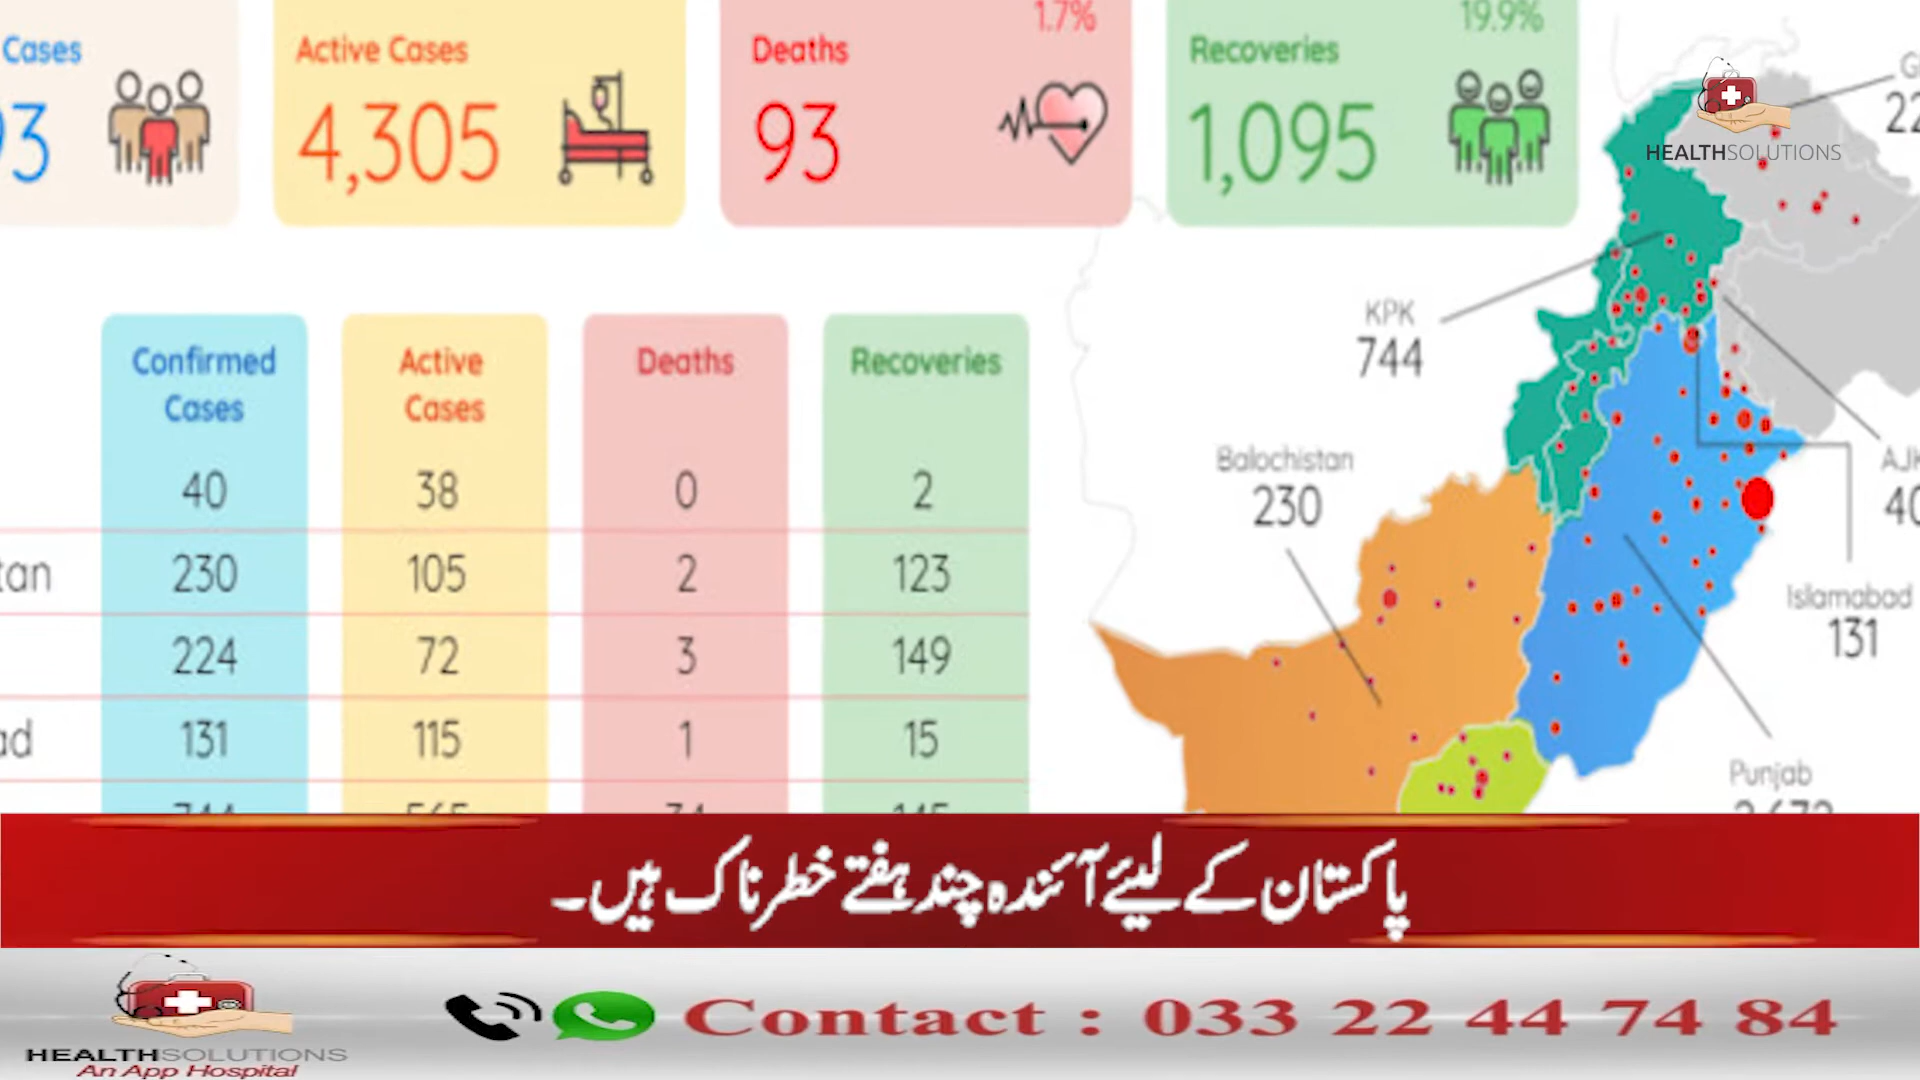 1.7%
19.9%
Cases
Active Cases
Deaths
Recoveries
93
4,305
93
1,095
HEALTHSOLUTIONS
KPK
744
Balochistan
230
Islamabad
131
Punjab
Confirmed Cases
Active Cases
Deaths
Recoveries
40 38 0 2
tan 230 105 2 123
224 72 3 149
ad 131 115 1 15
پاکستان کے لیئے آئندہ چند ہفتے خطرناک ہیں۔
HEALTHSOLUTIONS
An App Hospital
Contact : 033 22 44 74 84